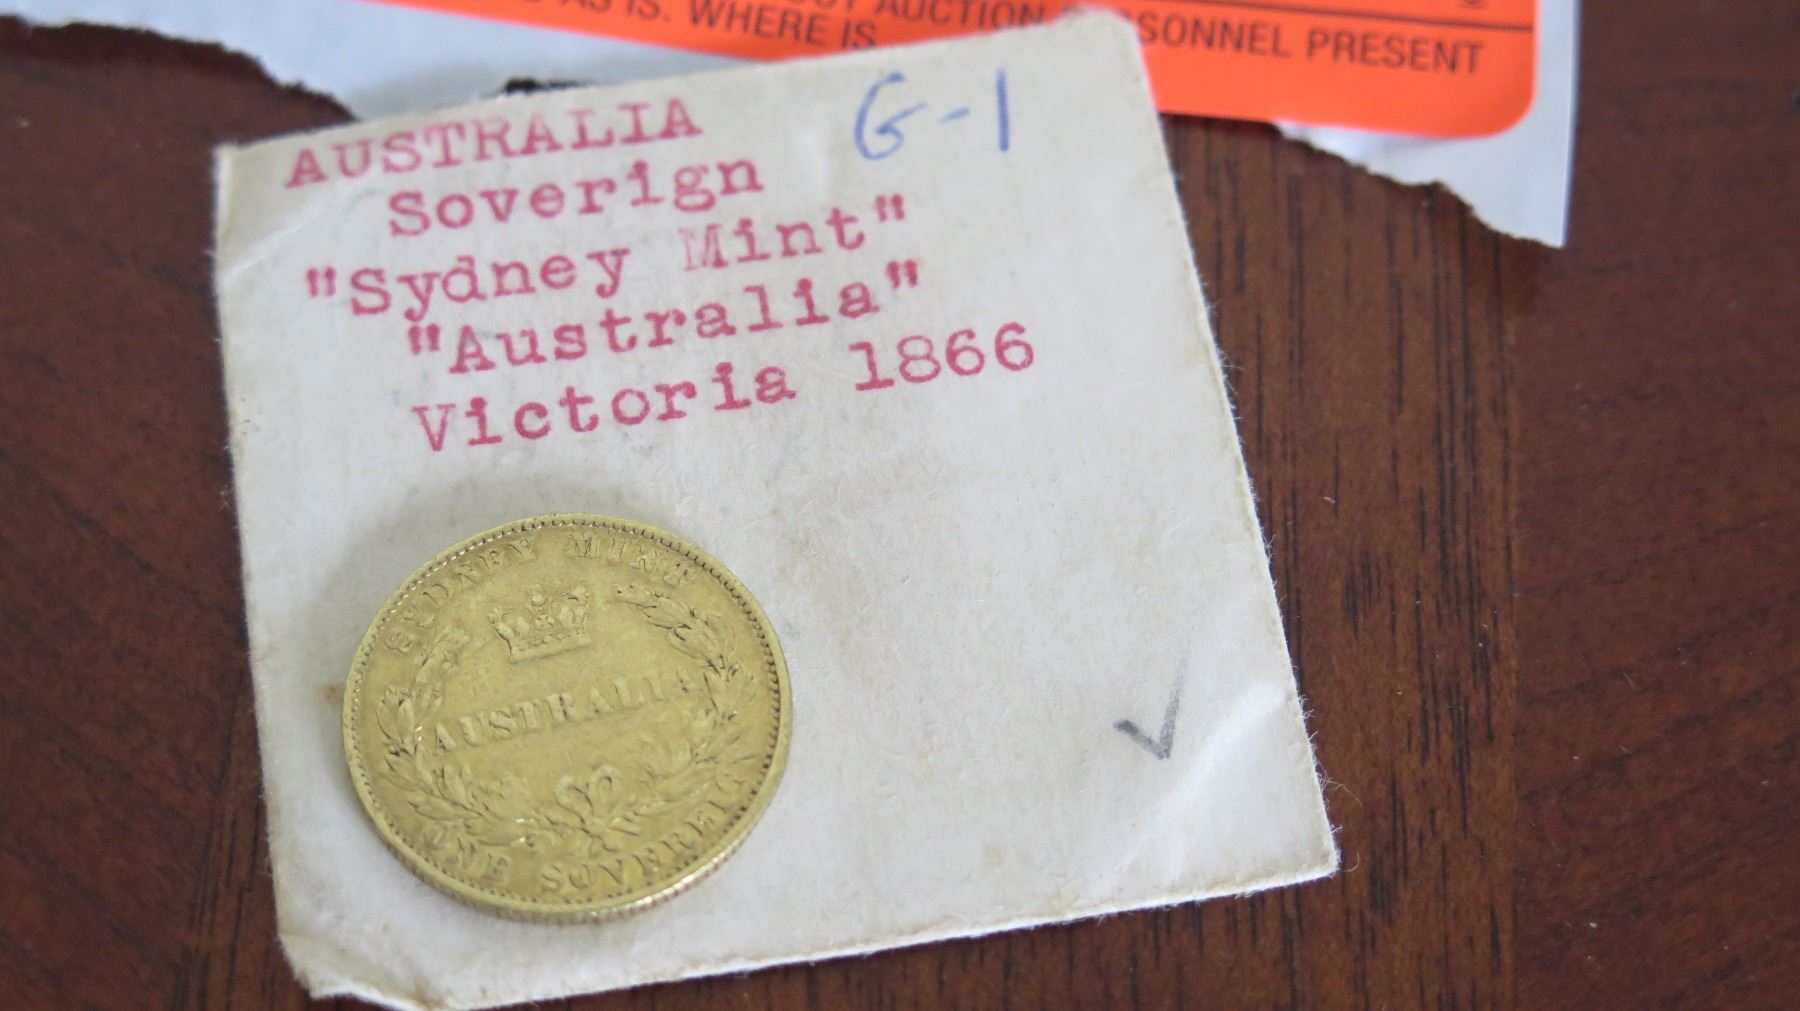 AS IS. WHERE IS. AUCTION
SONNEL PRESENT
AUSTRALIA G-1
Soverign
"Sydney Mint"
"Australia"
Victoria 1866
SYDNEY MINT
AUSTRALIA
ONE SOVEREIGN